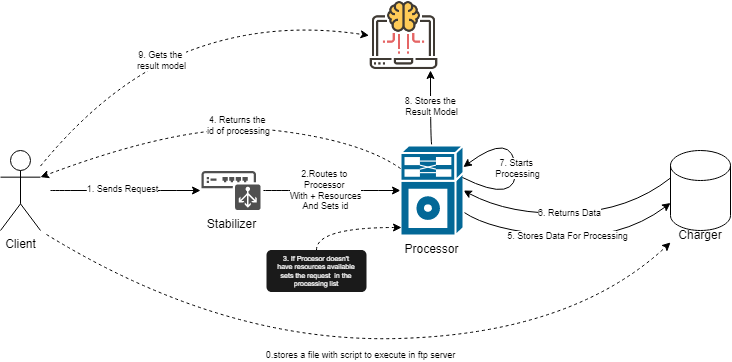 9. Gets the
result model
8. Stores the
Result Model
4. Returns the
id of processing
7. Starts
Processing
1. Sends Request
2.Routes to
Processor
With + Resources
And Sets id
6. Returns Data
5. Stores Data For Processing
Client
Stabilizer
Processor
Charger
3. If Procesor doesn't
have resources available
sets the request in the
processing list
0.stores a file with script to execute in ftp server